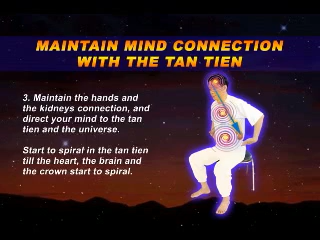 MAINTAIN MIND CONNECTION
WITH THE TAN TIEN
3. Maintain the hands and
the kidneys connection, and
direct your mind to the tan
tien and the universe.
Start to spiral in the tan tien
till the heart, the brain and
the crown start to spiral.